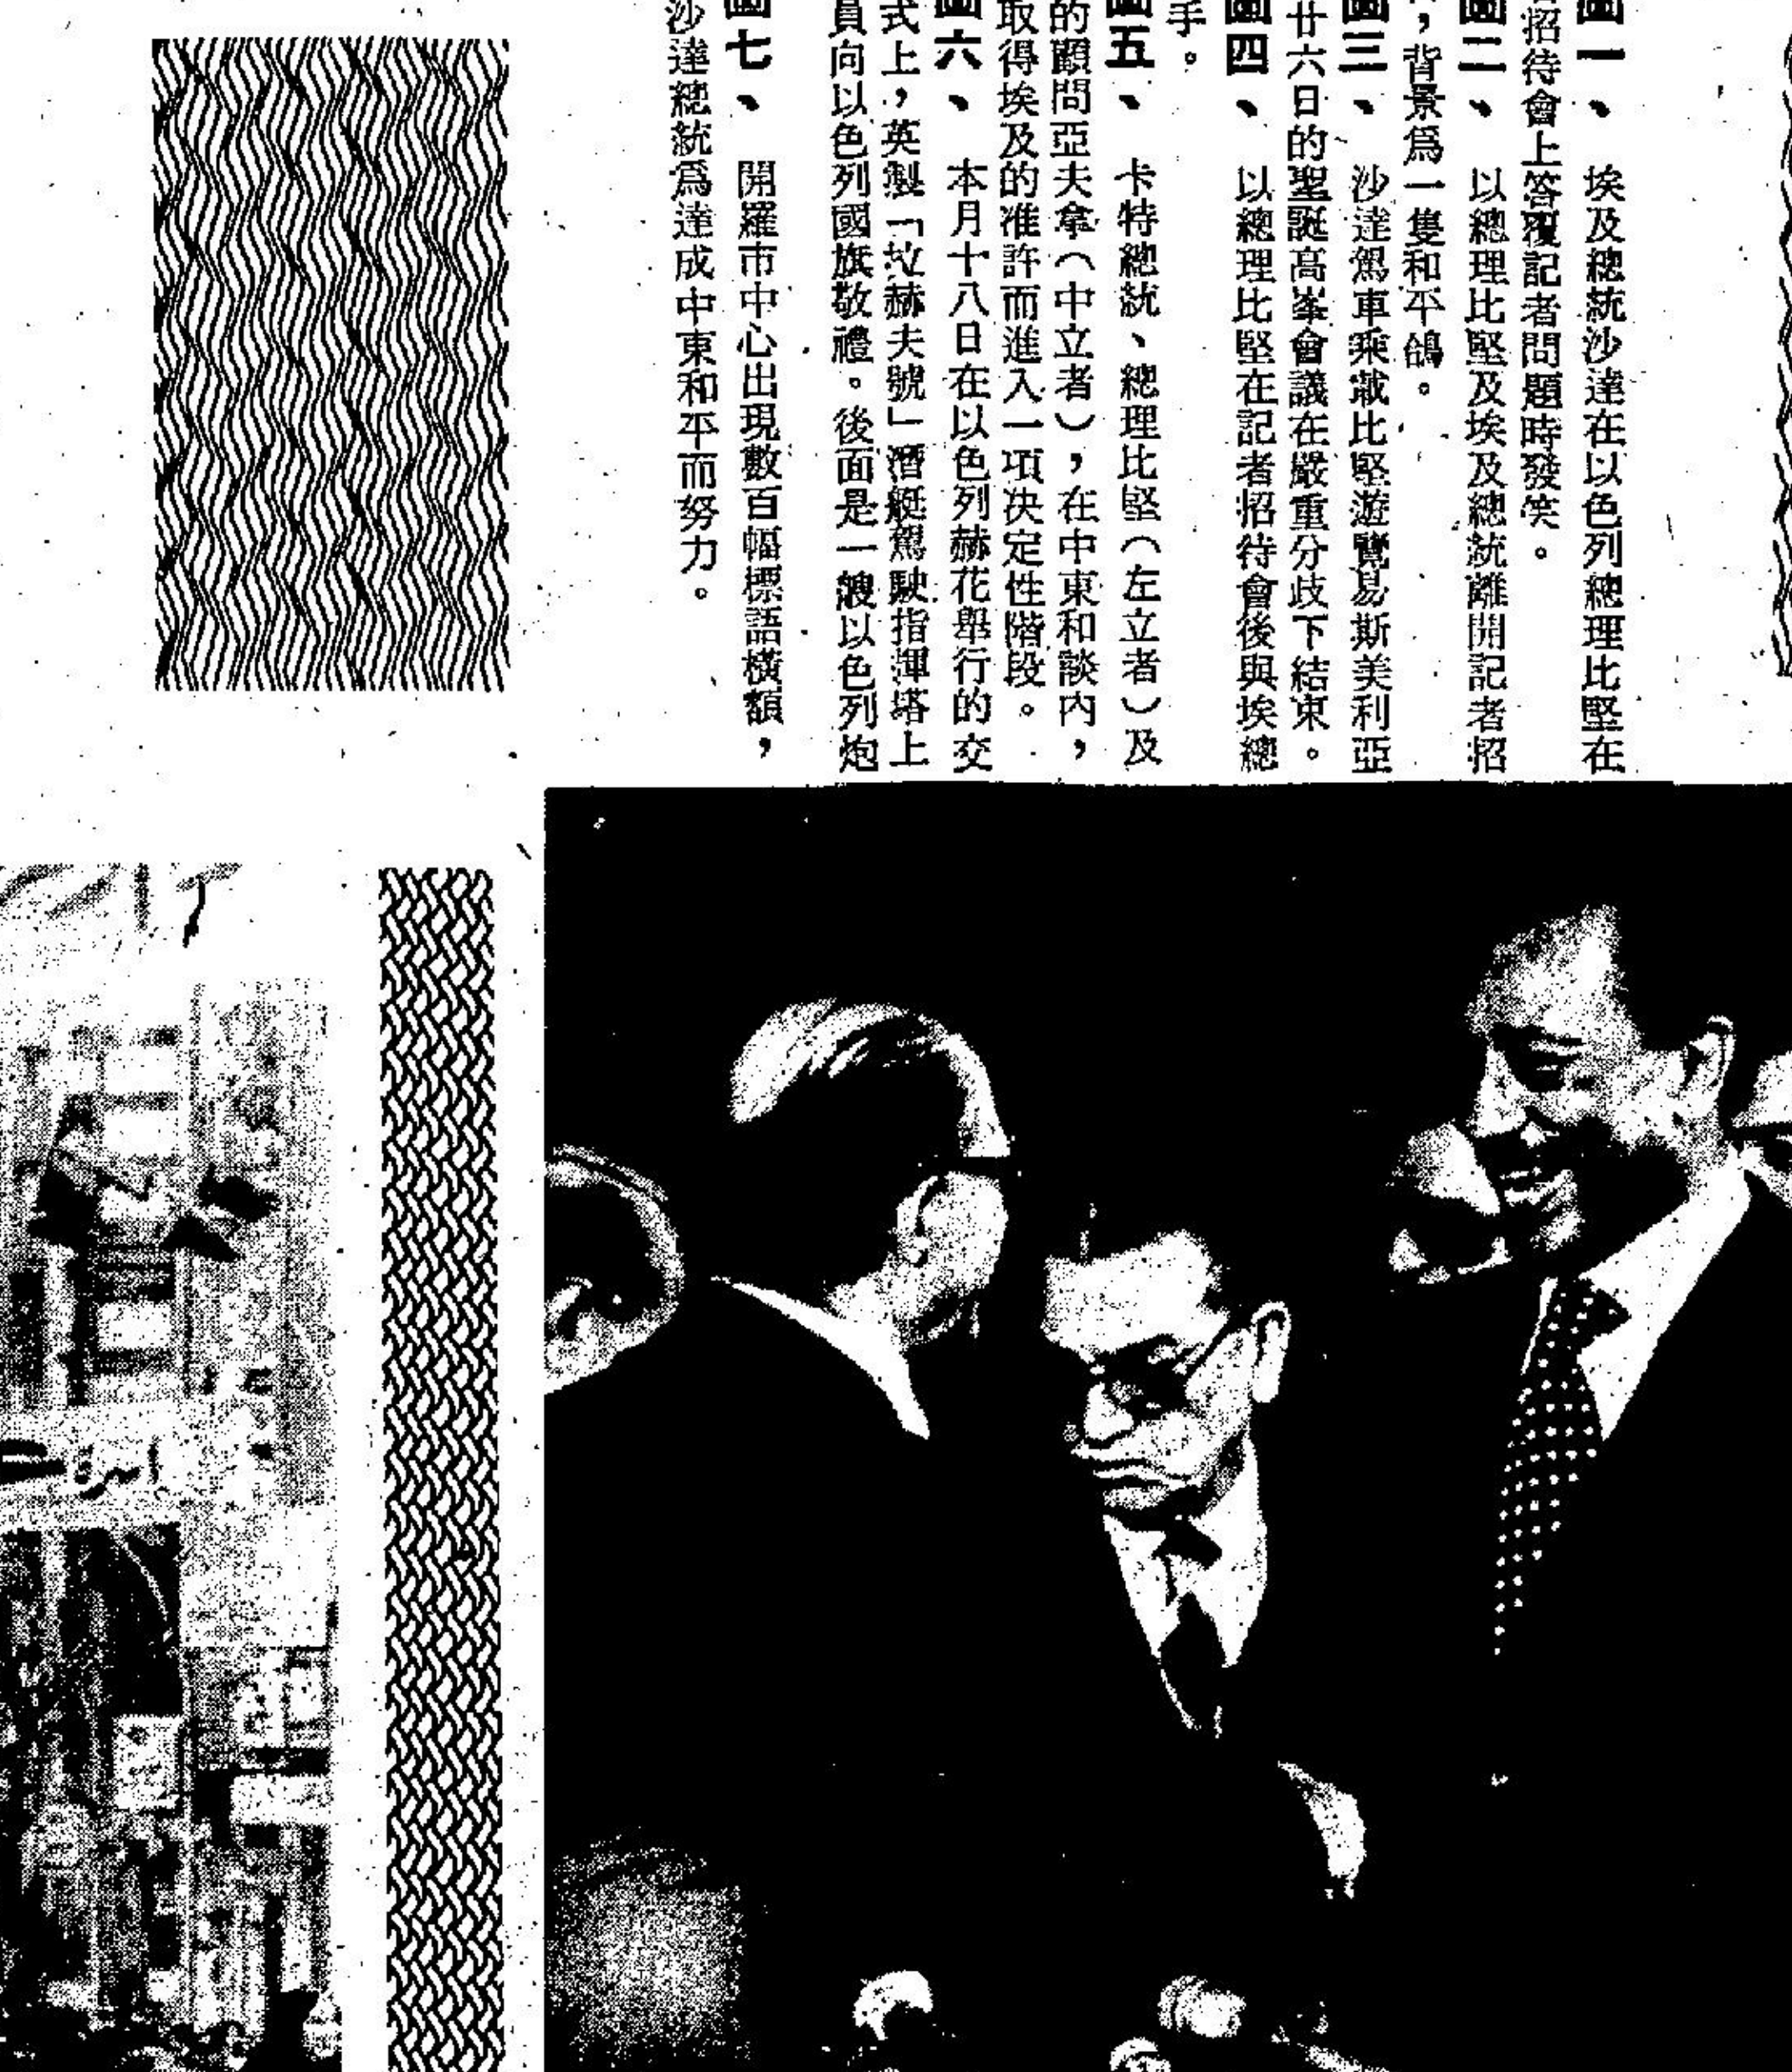 圖一、　埃及總統沙達在以色列總理比堅在
招待會上答覆記者問題時發笑。
圖二、　以總理比堅及埃及總統離開記者招
，背景爲一隻和平鴿。
圖三、　沙達駕車乘載比堅遊覽易斯美利亞
廿六日的聖誕高峯會議在嚴重分歧下結束。
圖四、　以總理比堅在記者招待會後與埃總
手。
圖五、　卡特總統、總理比堅（左立者）及
的顧問亞夫拿（中立者），在中東和談內，
取得埃及的准許而進入一項决定性階段。
圖六、　本月十八日在以色列赫花舉行的交
式上，英製「拉赫夫號」潛艇駕駛指揮塔上
員向以色列國旗敬禮。後面是一艘以色列炮
圖七、　開羅市中心出現數百幅標語橫額，
沙達總統爲達成中東和平而努力。